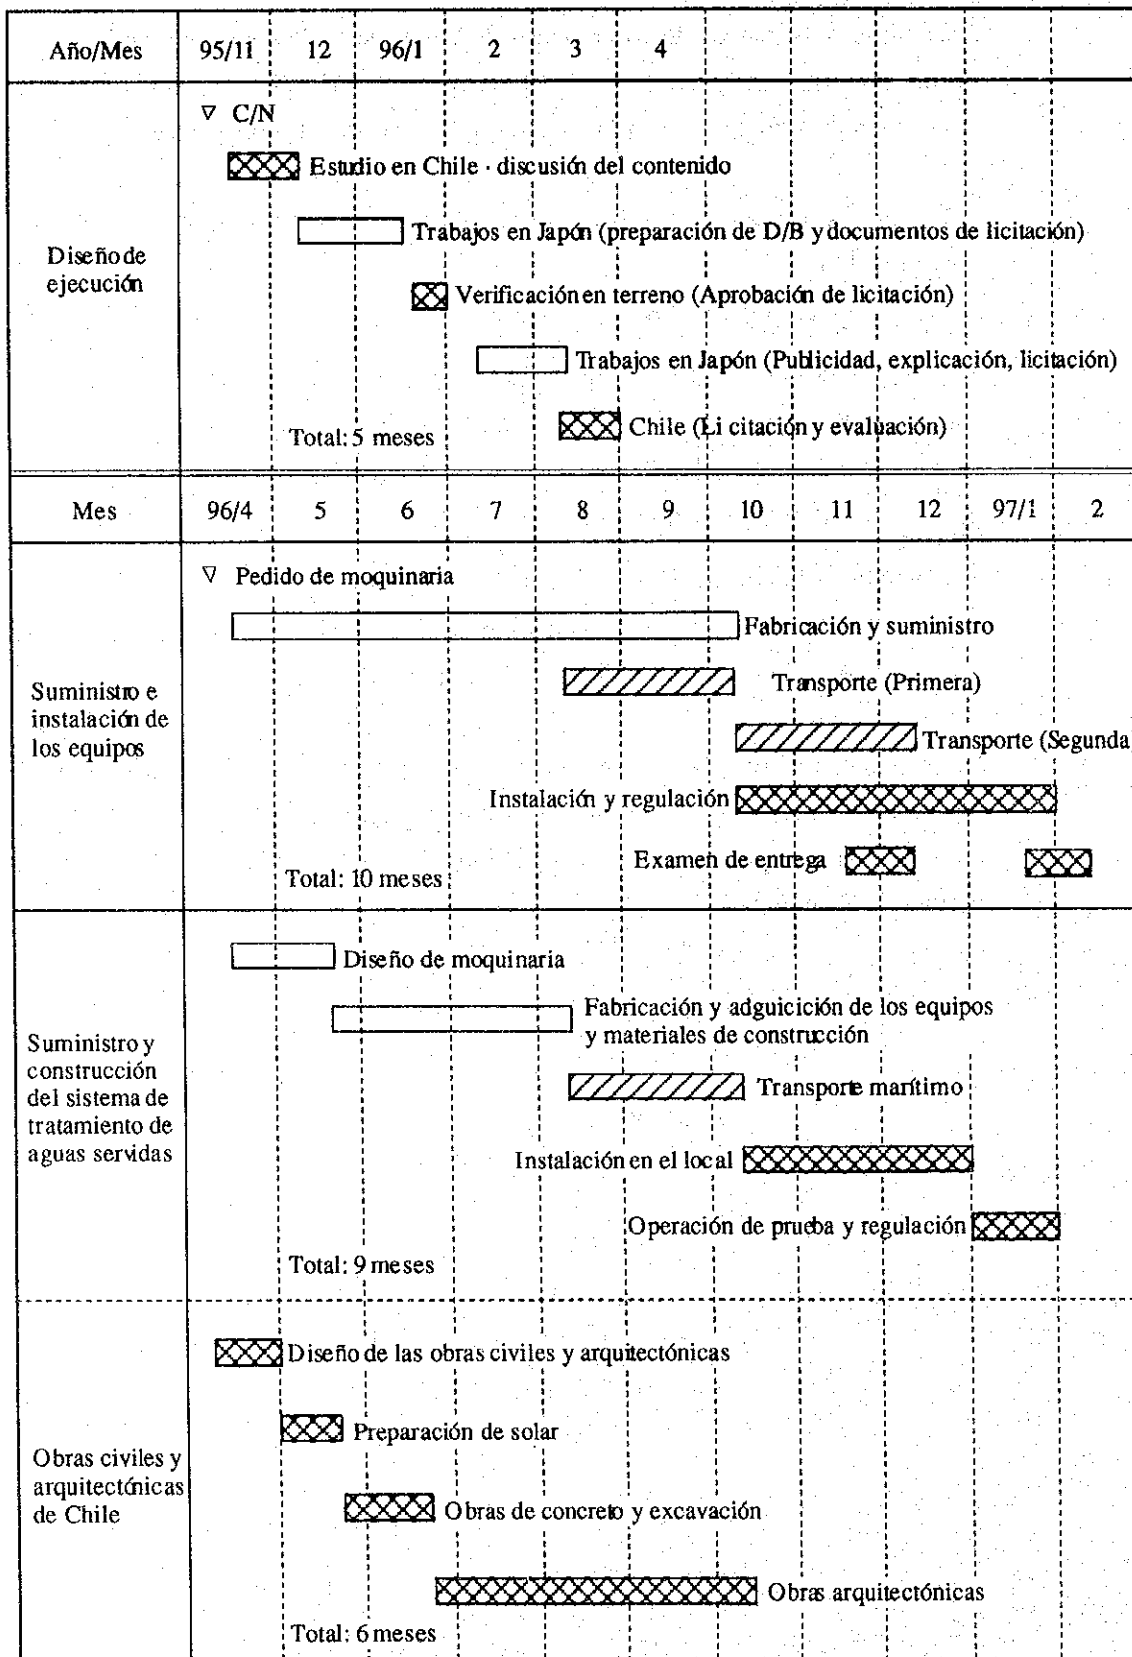 Año/Mes 95/11 12 96/1 2 3 4
▽ C/N
Estudio en Chile · discusión del contenido
Trabajos en Japón (preparación de D/B y documentos de licitación)
Diseño de
ejecución
Verificación en terreno (Aprobación de licitación)
Trabajos en Japón (Publicidad, explicación, licitación)
Chile (Li citación y evaluación)
Total: 5 meses
Mes 96/4 5 6 7 8 9 10 11 12 97/1 2
▽ Pedido de moquinaria
Fabricación y suministro
Suministro e
instalación de
los equipos
Transporte (Primera)
Transporte (Segunda
Instalación y regulación
Examen de entrega
Total: 10 meses
Diseño de moquinaria
Fabricación y adguicición de los equipos
y materiales de construcción
Suministro y
construcción
del sistema de
tratamiento de
aguas servidas
Transporte marítimo
Instalación en el local
Operación de prueba y regulación
Total: 9 meses
Diseño de las obras civiles y arquitectónicas
Preparación de solar
Obras civiles y
arquitectónicas
de Chile
Obras de concreto y excavación
Obras arquitectónicas
Total: 6 meses